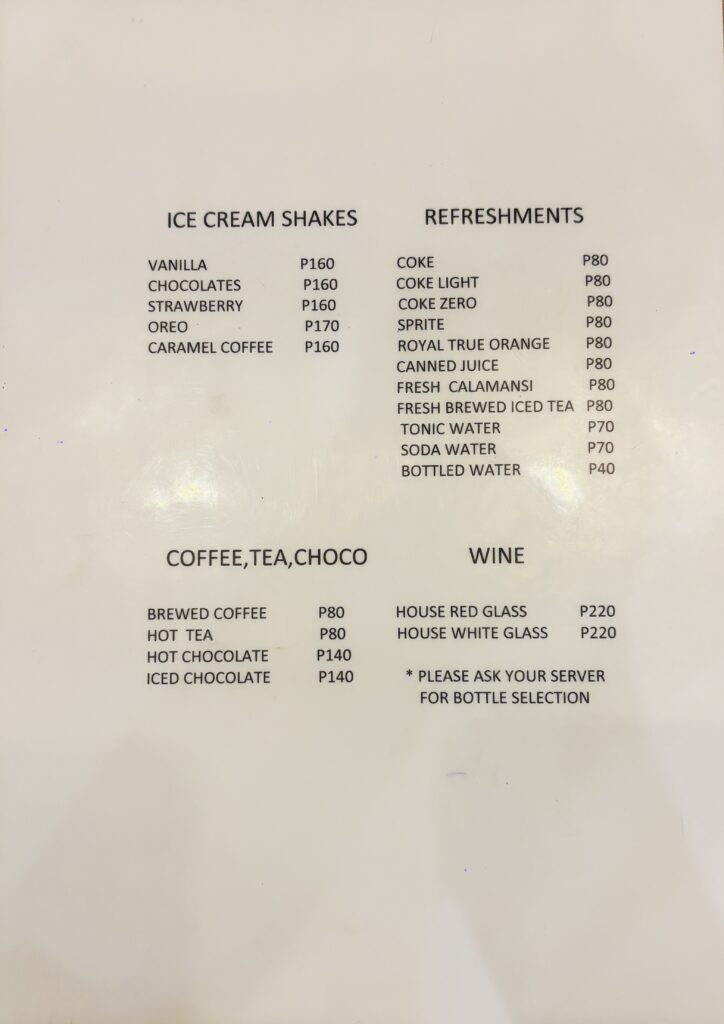 ICE CREAM SHAKES
VANILLA P160
CHOCOLATES P160
STRAWBERRY P160
OREO P170
CARAMEL COFFEE P160
REFRESHMENTS
COKE P80
COKE LIGHT P80
COKE ZERO P80
SPRITE P80
ROYAL TRUE ORANGE P80
CANNED JUICE P80
FRESH CALAMANSI P80
FRESH BREWED ICED TEA P80
TONIC WATER P70
SODA WATER P70
BOTTLED WATER P40
COFFEE,TEA,CHOCO
BREWED COFFEE P80
HOT TEA P80
HOT CHOCOLATE P140
ICED CHOCOLATE P140
WINE
HOUSE RED GLASS P220
HOUSE WHITE GLASS P220
* PLEASE ASK YOUR SERVER
FOR BOTTLE SELECTION